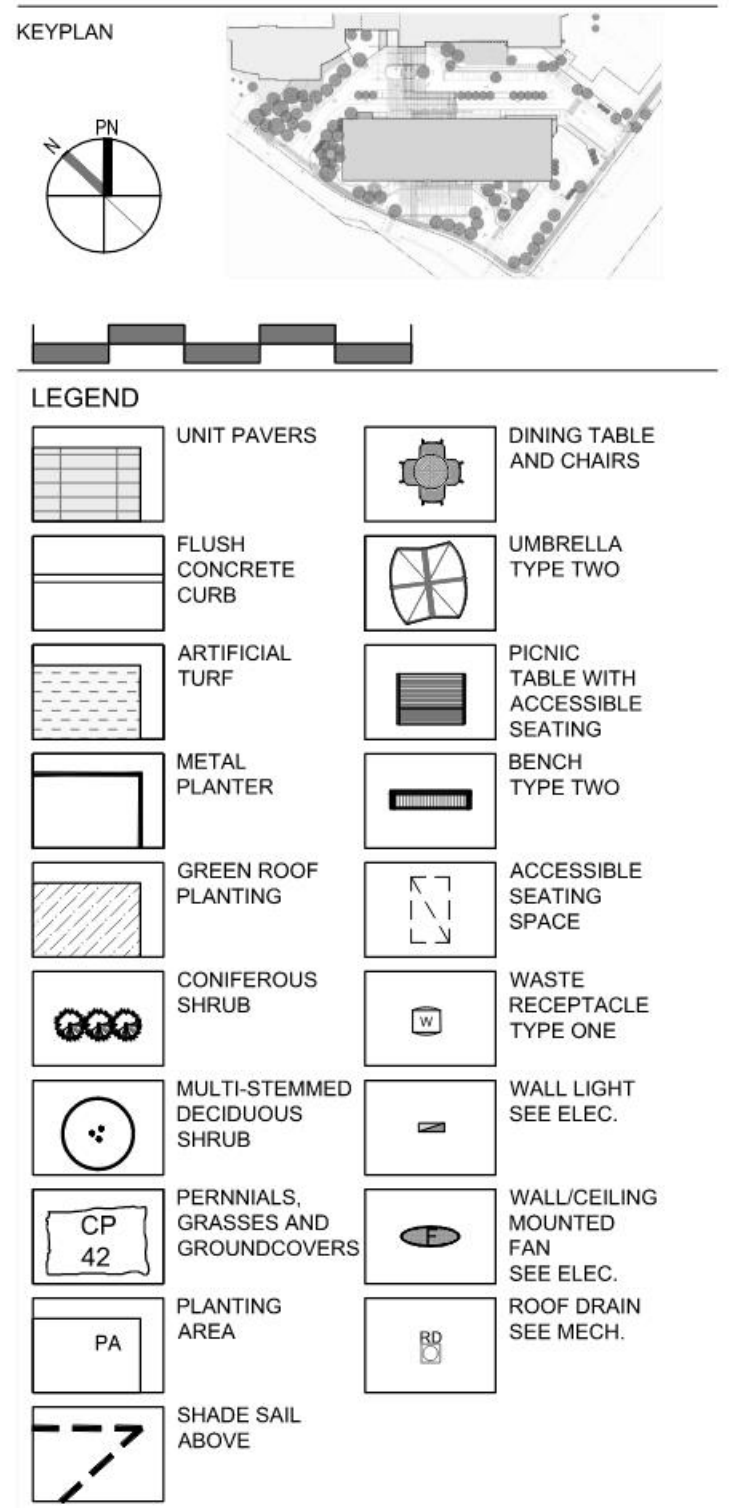 KEYPLAN
PN
N
LEGEND
UNIT PAVERS
FLUSH
CONCRETE
CURB
ARTIFICIAL
TURF
METAL
PLANTER
GREEN ROOF
PLANTING
CONIFEROUS
SHRUB
MULTI-STEMMED
DECIDUOUS
SHRUB
CP
42
PERNNIALS,
GRASSES AND
GROUNDCOVERS
PA
PLANTING
AREA
SHADE SAIL
ABOVE
DINING TABLE
AND CHAIRS
UMBRELLA
TYPE TWO
PICNIC
TABLE WITH
ACCESSIBLE
SEATING
BENCH
TYPE TWO
ACCESSIBLE
SEATING
SPACE
W
WASTE
RECEPTACLE
TYPE ONE
WALL LIGHT
SEE ELEC.
F
WALL/CEILING
MOUNTED
FAN
SEE ELEC.
RD
ROOF DRAIN
SEE MECH.